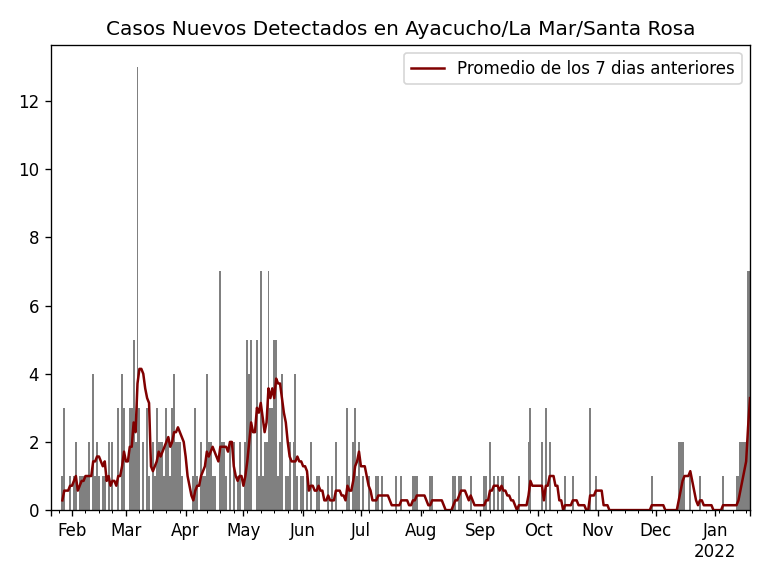 Casos Nuevos Detectados en Ayacucho/La Mar/Santa Rosa
Promedio de los 7 dias anteriores
12
10
8
6
4
2
0
Feb Mar Apr May Jun Jul Aug Sep Oct Nov Dec Jan
2022